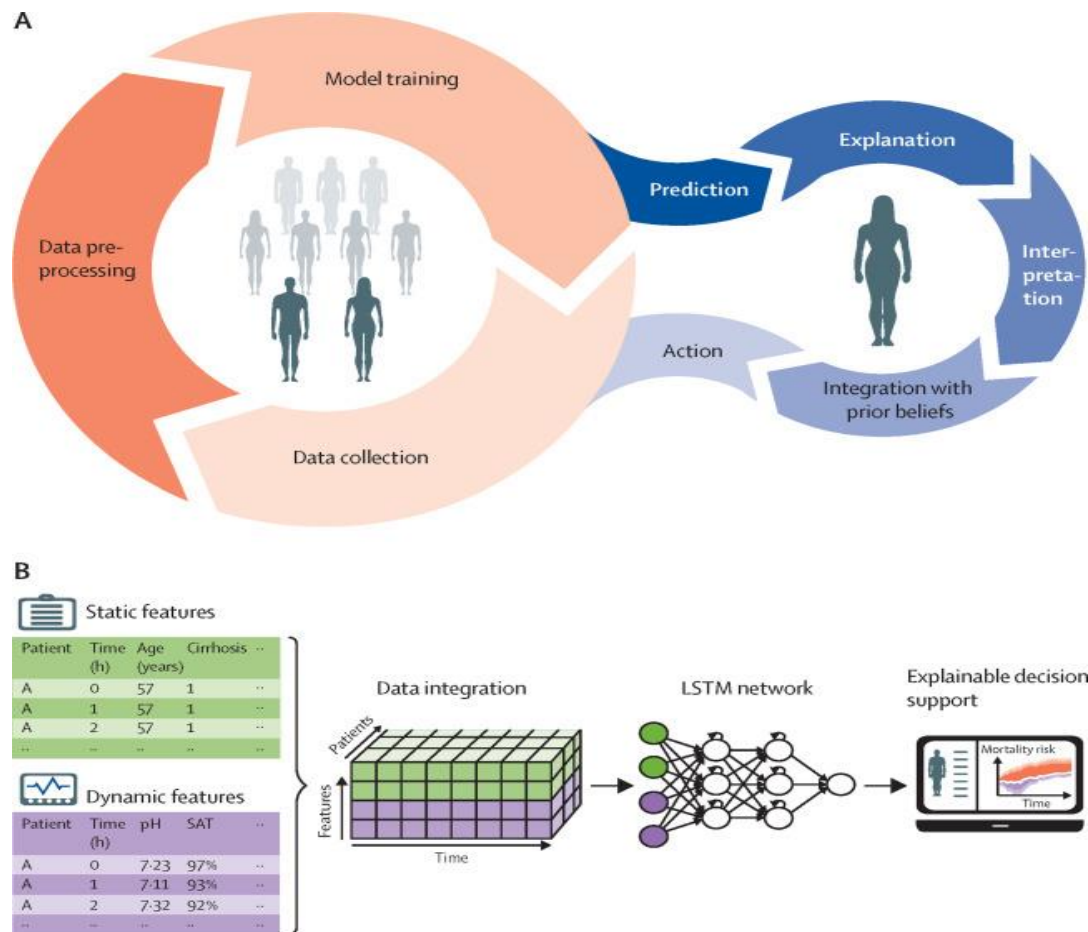 A
Model training
Data pre-
processing
Data collection
Prediction
Explanation
Inter-
preta-
tion
Integration with
prior beliefs
Action
B
Static features
Patient Time (h) Age (years) Cirrhosis ··
A 0 57 1 ··
A 1 57 1 ··
A 2 57 1 ··
·· ·· ·· ·· ··
Dynamic features
Patient Time (h) pH SAT ··
A 0 7·23 97% ··
A 1 7·11 93% ··
A 2 7·32 92% ··
·· ·· ·· ·· ··
Data integration
Patients
Features
Time
LSTM network
Explainable decision
support
Mortality risk
Time